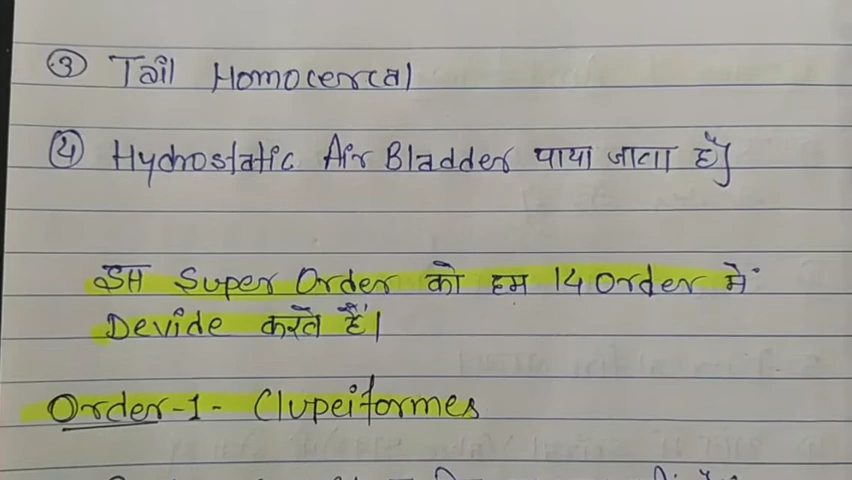 ③ Tail Homocercal
④ Hydrostatic Air Bladder पाया जाता है।
इस Super Order को हम 14 order में
Devide करते हैं।
Order-1- Clupeiformes